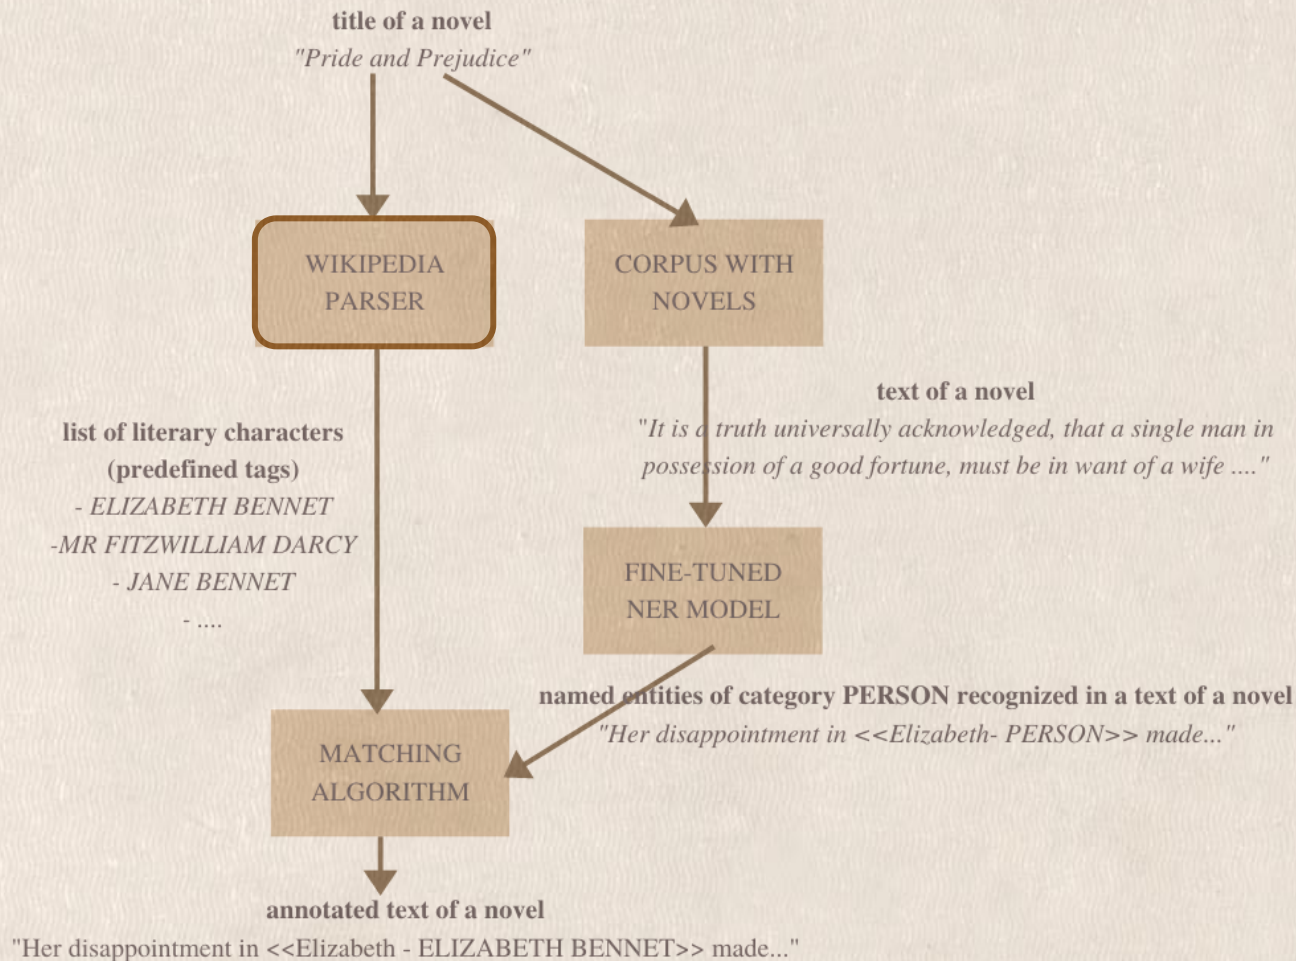 title of a novel
"Pride and Prejudice"
WIKIPEDIA
PARSER
CORPUS WITH
NOVELS
list of literary characters
(predefined tags)
- ELIZABETH BENNET
-MR FITZWILLIAM DARCY
- JANE BENNET
- ....
text of a novel
"It is a truth universally acknowledged, that a single man in
possession of a good fortune, must be in want of a wife ...."
FINE-TUNED
NER MODEL
named entities of category PERSON recognized in a text of a novel
"Her disappointment in <<Elizabeth- PERSON>> made..."
MATCHING
ALGORITHM
annotated text of a novel
"Her disappointment in <<Elizabeth - ELIZABETH BENNET>> made..."